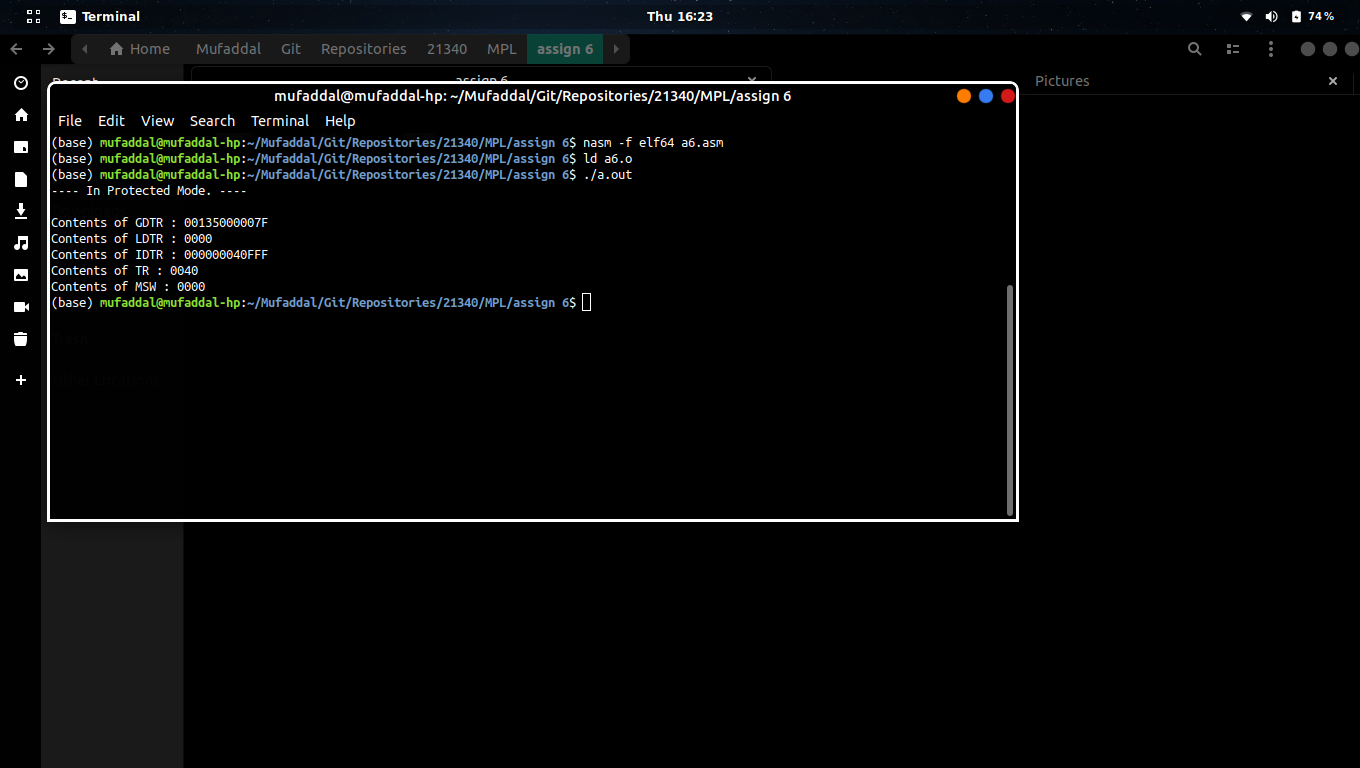 Terminal
Thu 16:23
74 %
Home Mufaddal Git Repositories 21340 MPL assign 6
Recent
assign 6
Pictures
mufaddal@mufaddal-hp: ~/Mufaddal/Git/Repositories/21340/MPL/assign 6
File Edit View Search Terminal Help
(base) mufaddal@mufaddal-hp:~/Mufaddal/Git/Repositories/21340/MPL/assign 6$ nasm -f elf64 a6.asm
(base) mufaddal@mufaddal-hp:~/Mufaddal/Git/Repositories/21340/MPL/assign 6$ ld a6.o
(base) mufaddal@mufaddal-hp:~/Mufaddal/Git/Repositories/21340/MPL/assign 6$ ./a.out
---- In Protected Mode. ----
Contents of GDTR : 00135000007F
Contents of LDTR : 0000
Contents of IDTR : 000000040FFF
Contents of TR : 0040
Contents of MSW : 0000
(base) mufaddal@mufaddal-hp:~/Mufaddal/Git/Repositories/21340/MPL/assign 6$